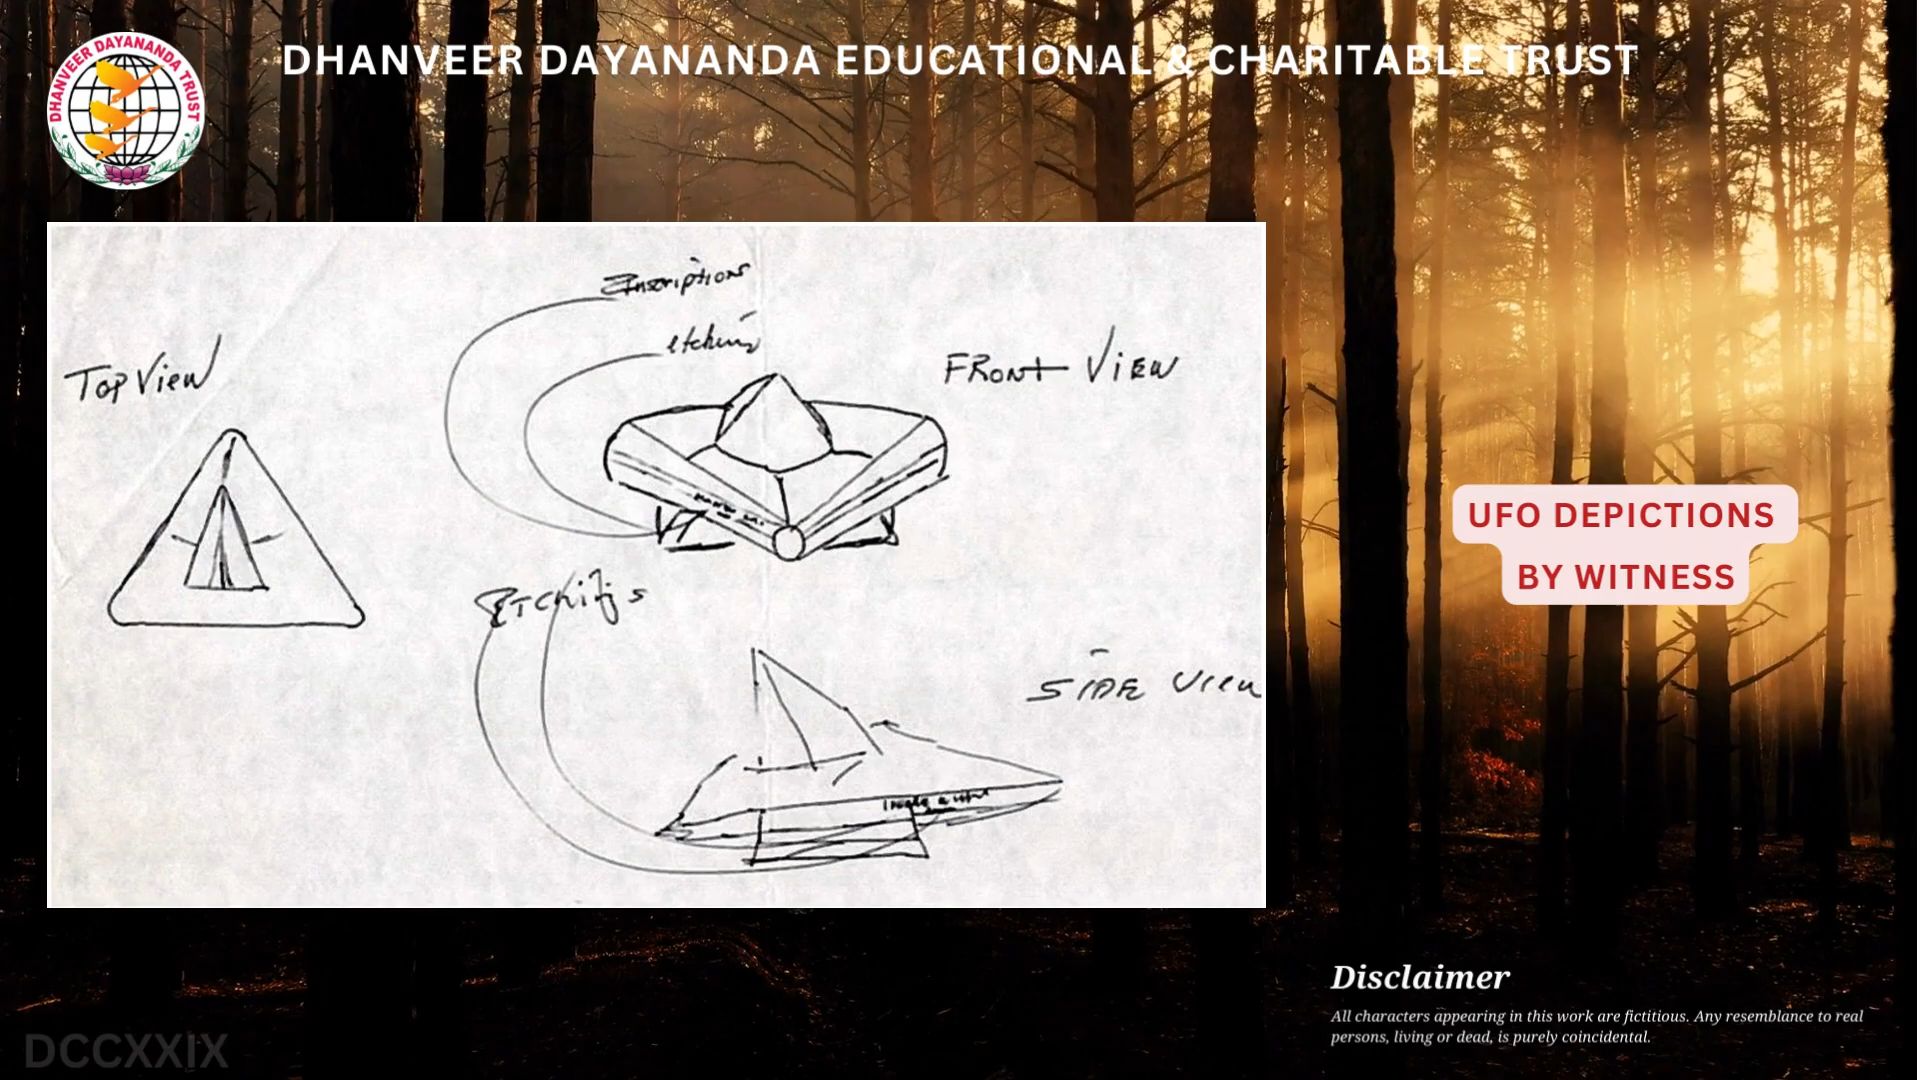 DHANVEER DAYANANDA TRUST
DHANVEER DAYANANDA EDUCATIONAL & CHARITABLE TRUST
Inscriptions
etching
TOP VIEW
FRONT VIEW
ETCHINGS
SIDE VIEW
UFO DEPICTIONS
BY WITNESS
Disclaimer
All characters appearing in this work are fictitious. Any resemblance to real
persons, living or dead, is purely coincidental.
DCCXXIX